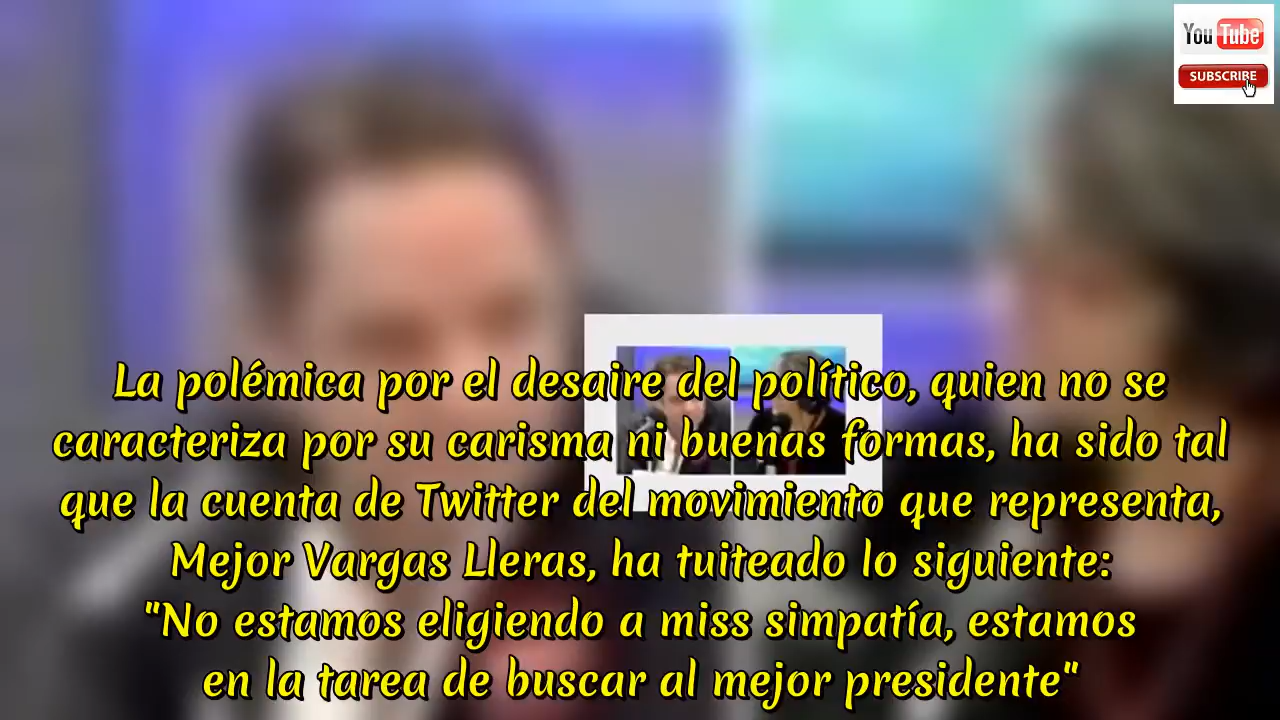 You Tube
SUBSCRIBE
La polémica por el desaire del político, quien no se
caracteriza por su carisma ni buenas formas, ha sido tal
que la cuenta de Twitter del movimiento que representa,
Mejor Vargas Lleras, ha tuiteado lo siguiente:
"No estamos eligiendo a miss simpatía, estamos
en la tarea de buscar al mejor presidente"